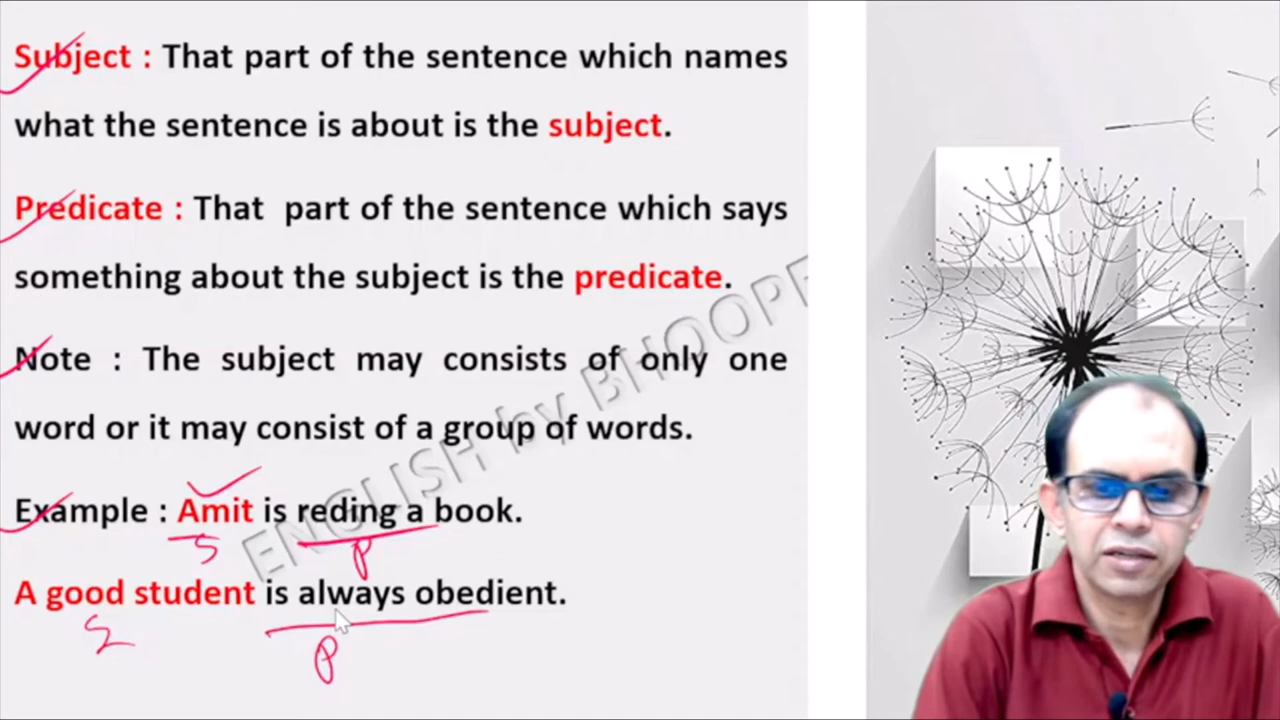 Subject : That part of the sentence which names
what the sentence is about is the subject.
Predicate : That part of the sentence which says
something about the subject is the predicate.
Note : The subject may consists of only one
word or it may consist of a group of words.
Example : Amit is reding a book.
S P
A good student is always obedient.
S P
ENGLISH by BHOOPE